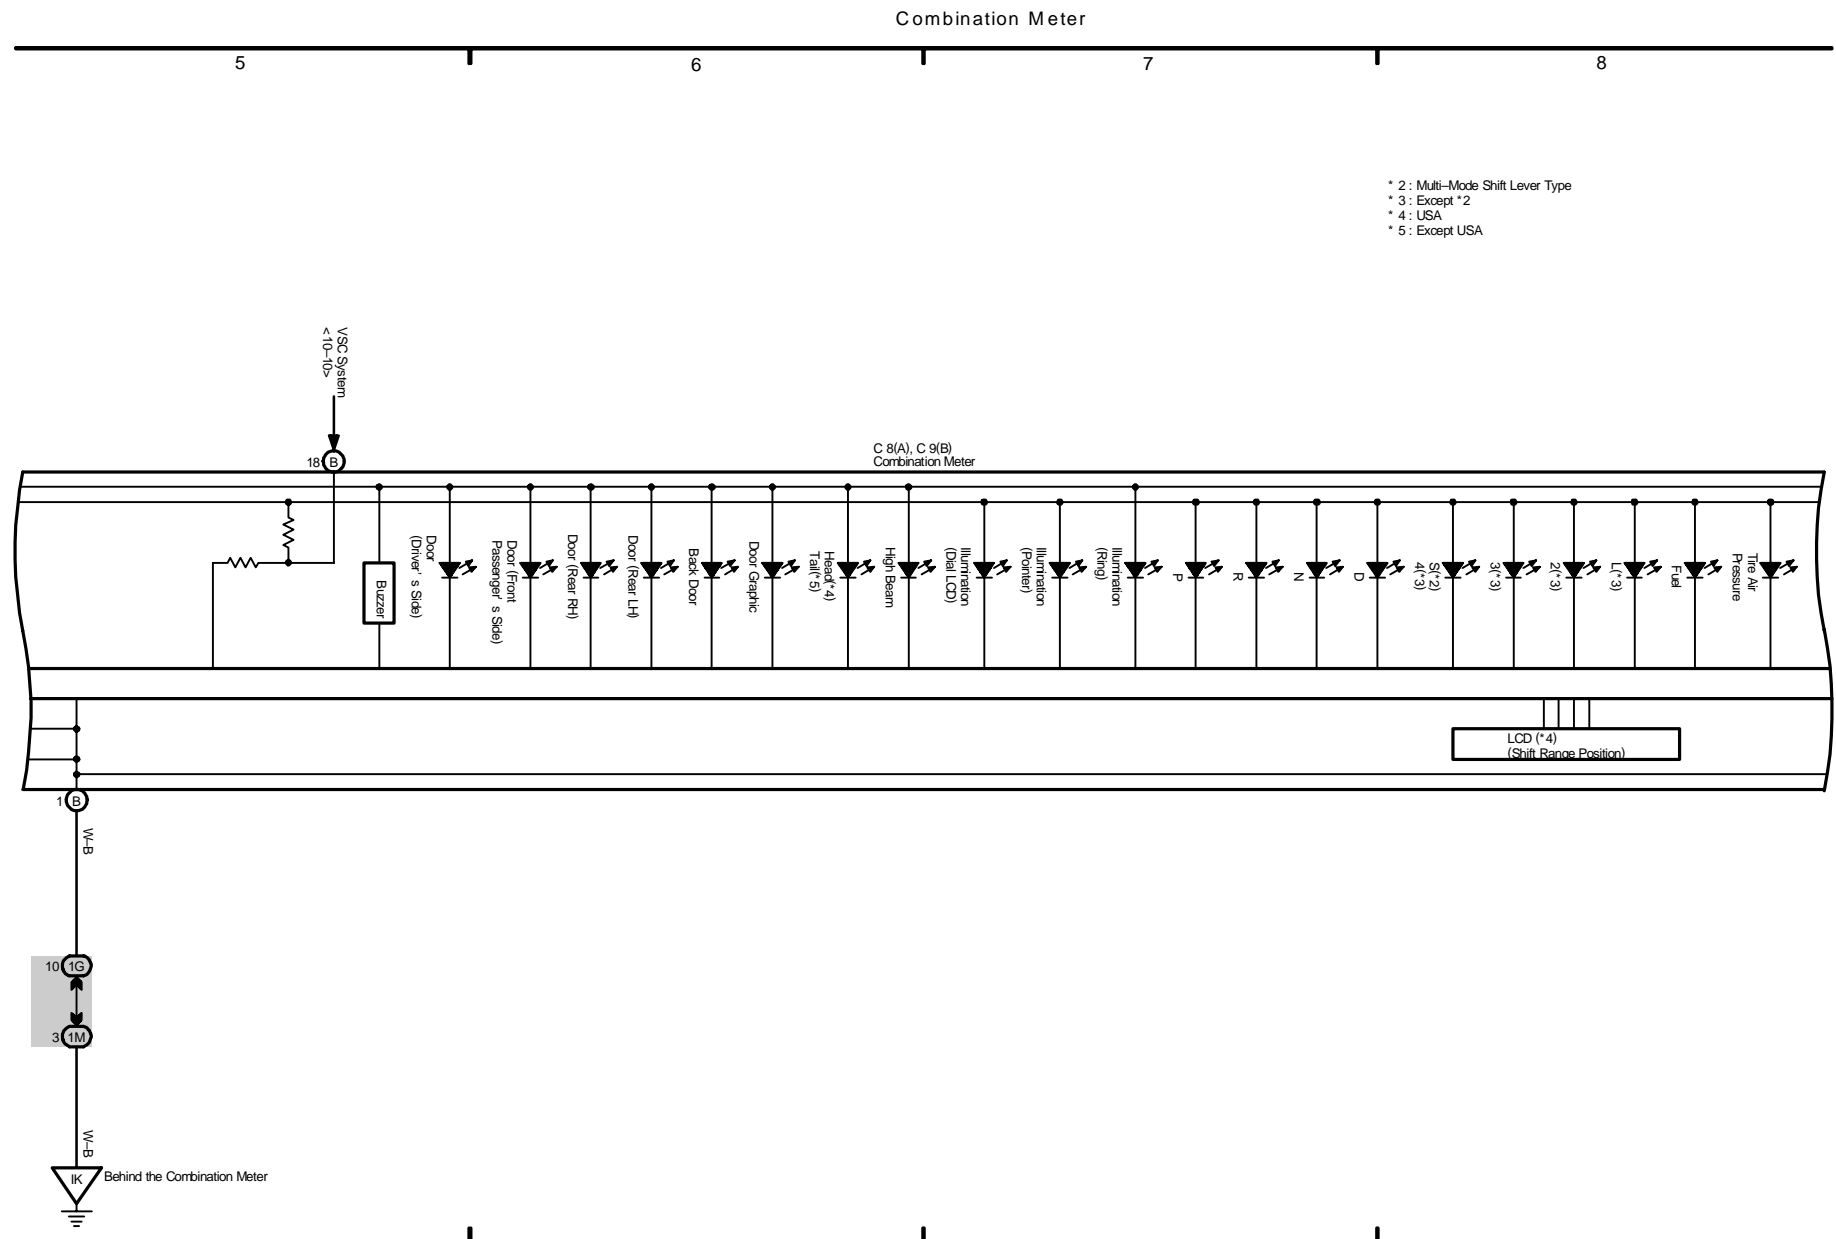 Combination Meter
5
6
7
8
* 2 : Multi–Mode Shift Lever Type
* 3 : Except *2
* 4 : USA
* 5 : Except USA
VSC System
<10–10>
18 B
C 8(A), C 9(B)
Combination Meter
Buzzer
Door
(Driver's Side)
Door (Front
Passenger's Side)
Door (Rear RH)
Door (Rear LH)
Back Door
Door Graphic
Head(*4)
Tail(*5)
High Beam
Illumination
(Dial LCD)
Illumination
(Pointer)
Illumination
(Ring)
P
R
N
D
S(*2)
4(*3)
3(*3)
2(*3)
L(*3)
Fuel
Tire Air
Pressure
LCD (*4)
(Shift Range Position)
1 B
W–B
10 1G
3 1M
W–B
IK
Behind the Combination Meter